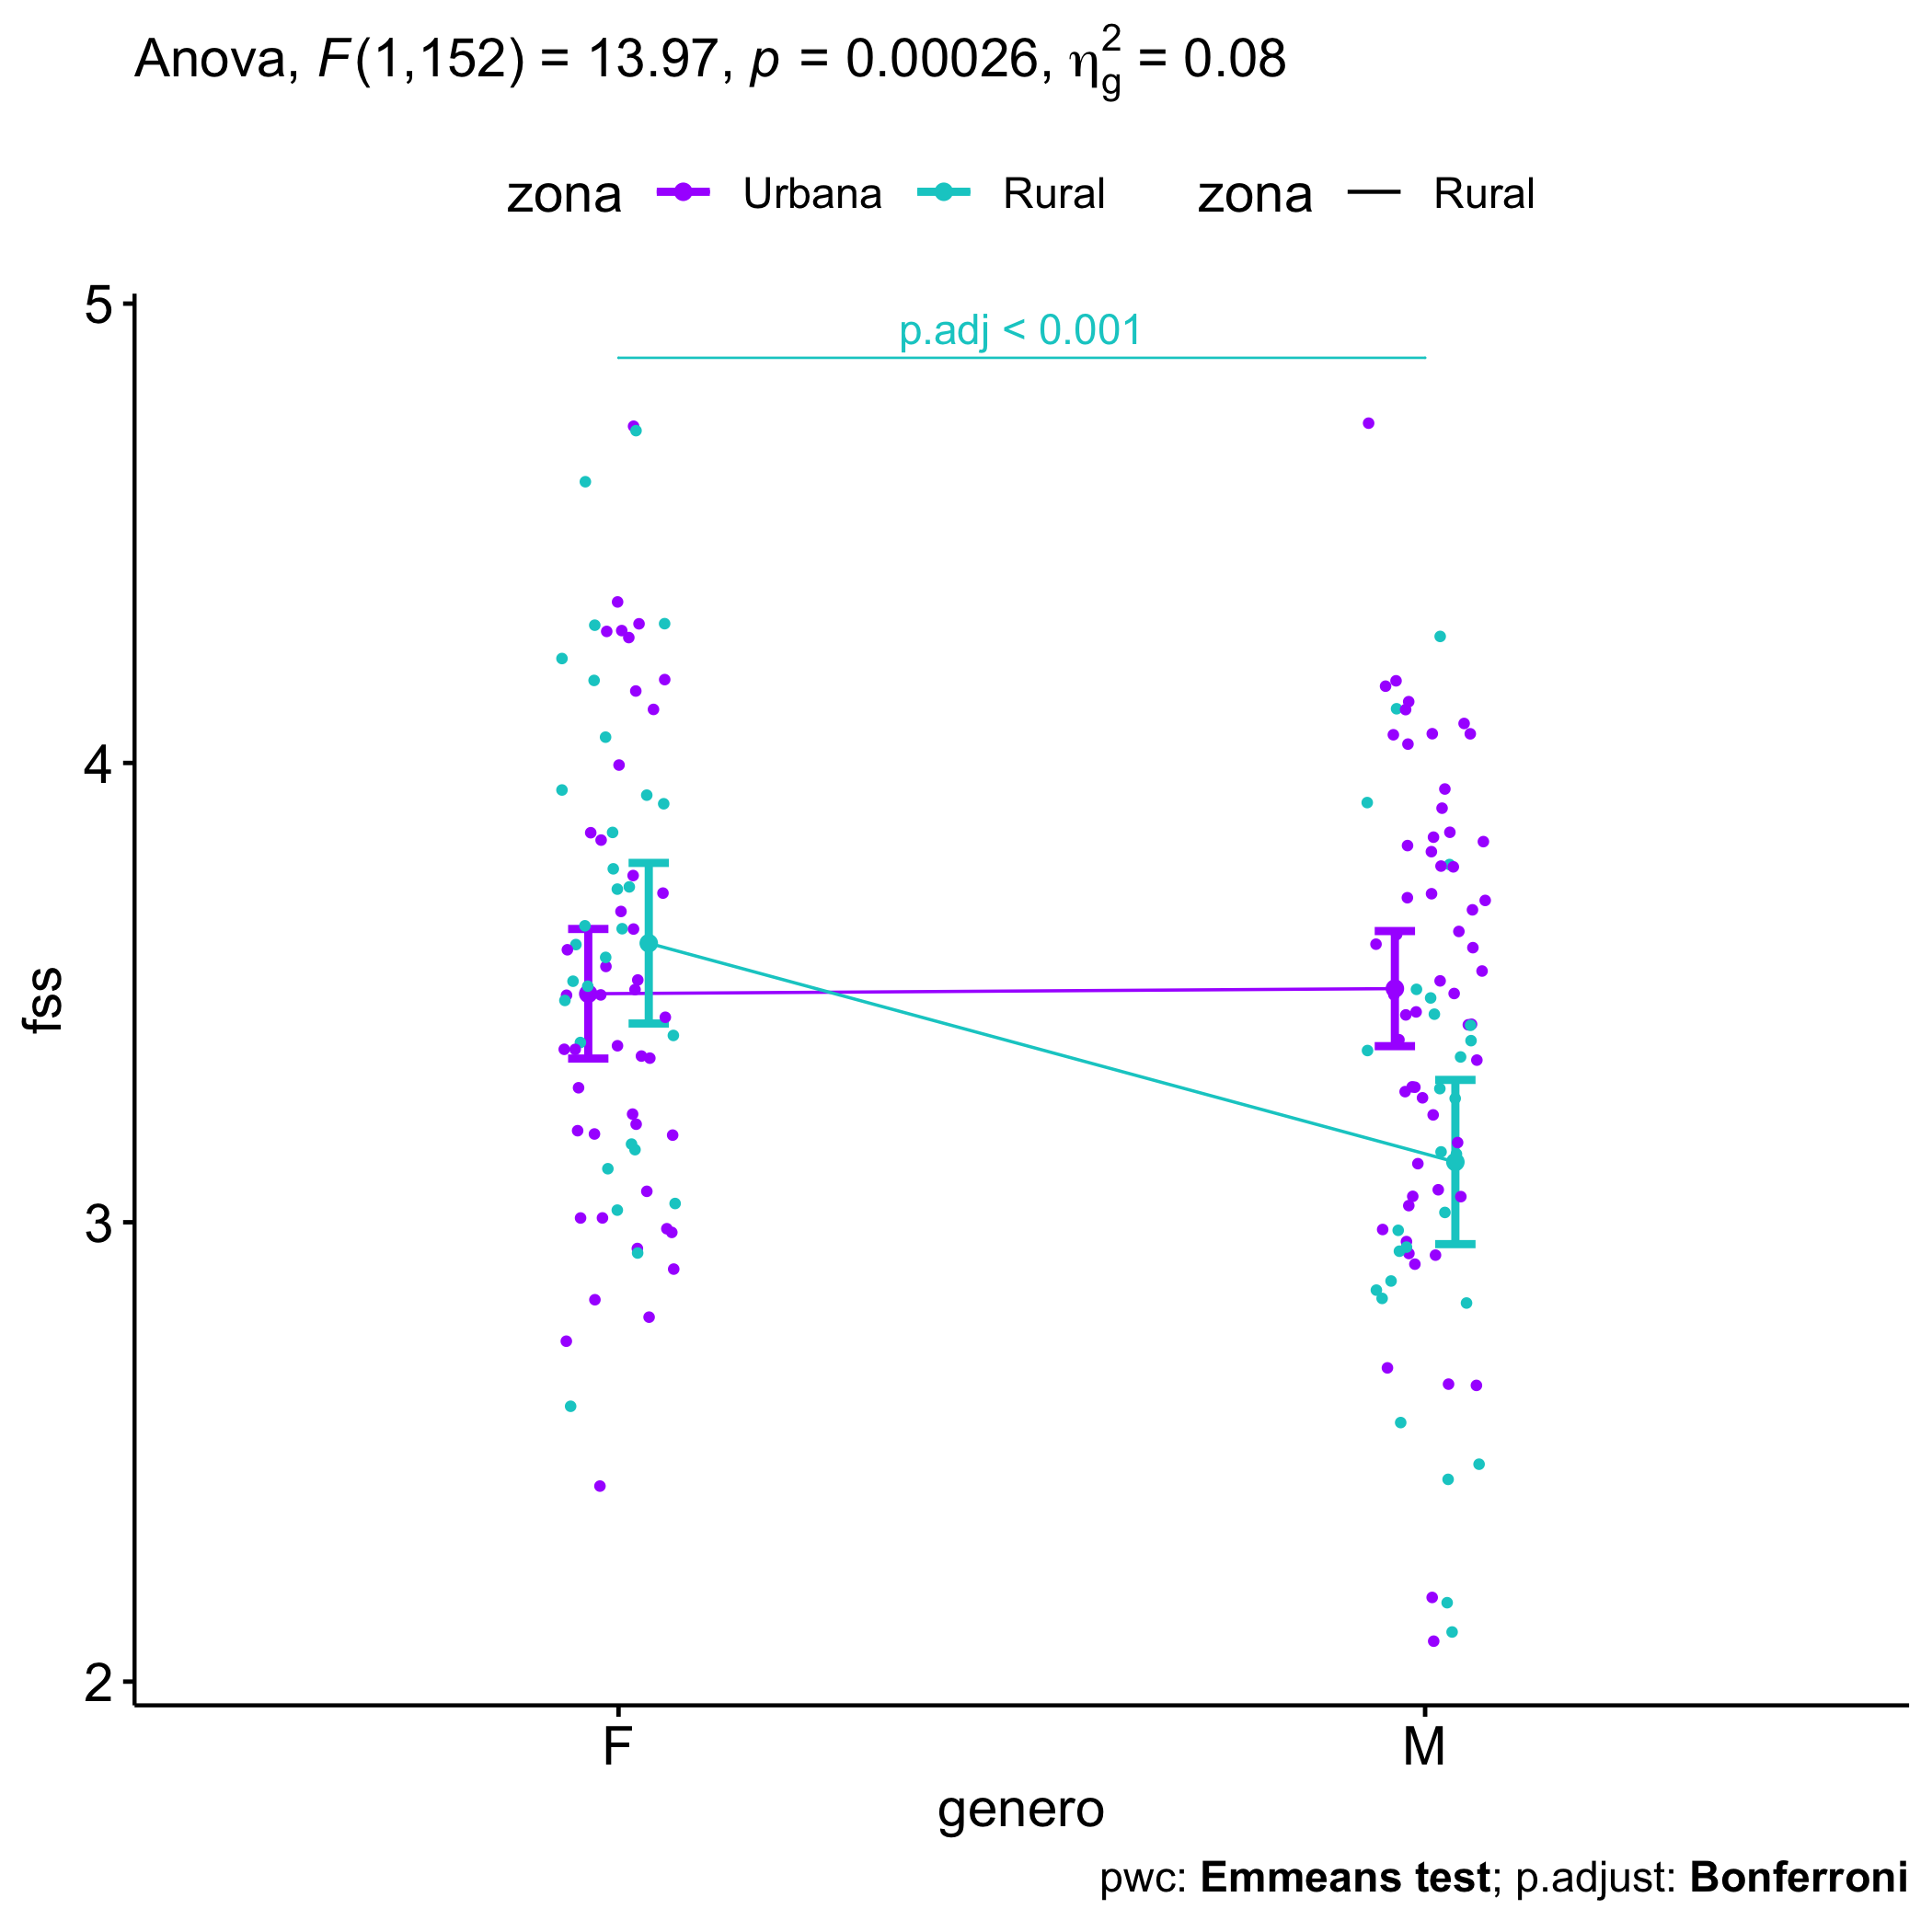 Anova, F(1,152) = 13.97, p = 0.00026, η²g = 0.08
zona Urbana Rural zona Rural
5
p.adj < 0.001
4
fss
3
2
F M
genero
pwc: Emmeans test; p.adjust: Bonferroni